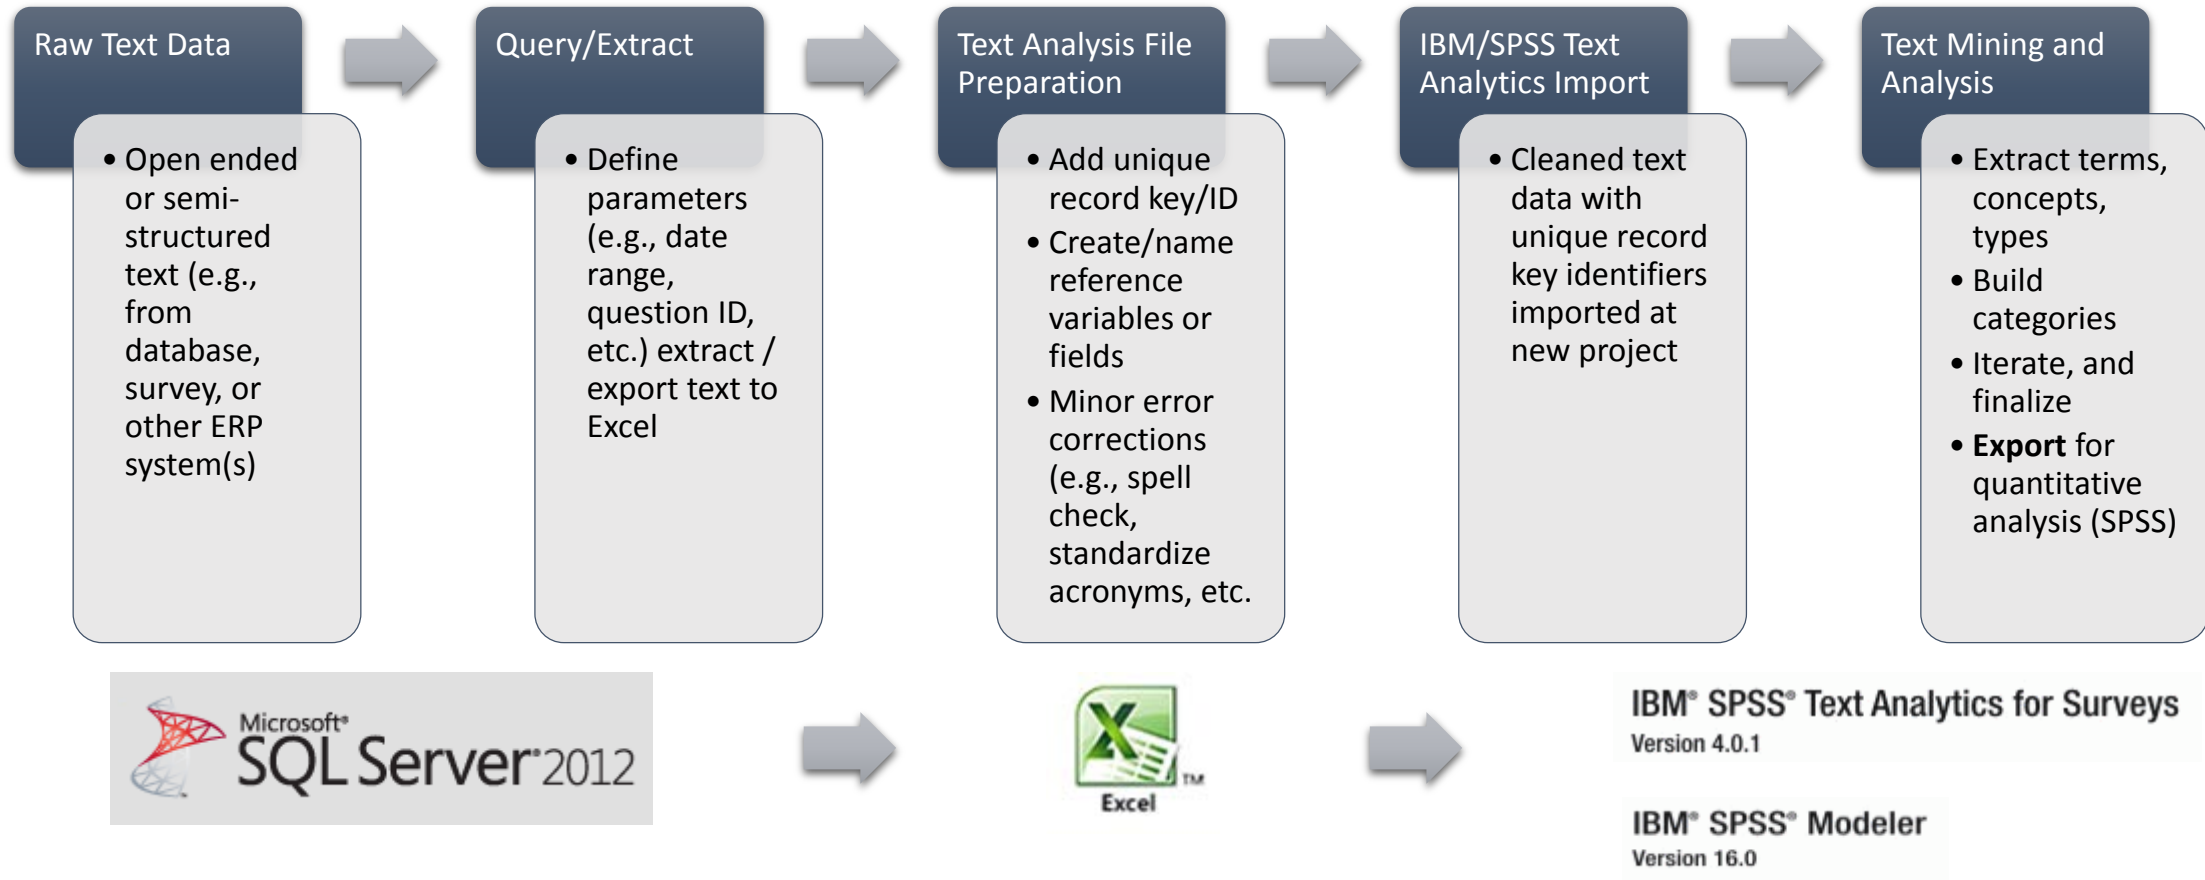 Raw Text Data
• Open ended
or semi-
structured
text (e.g.,
from
database,
survey, or
other ERP
system(s)
Query/Extract
• Define
parameters
(e.g., date
range,
question ID,
etc.) extract /
export text to
Excel
Text Analysis File
Preparation
• Add unique
record key/ID
• Create/name
reference
variables or
fields
• Minor error
corrections
(e.g., spell
check,
standardize
acronyms, etc.
IBM/SPSS Text
Analytics Import
• Cleaned text
data with
unique record
key identifiers
imported at
new project
Text Mining and
Analysis
• Extract terms,
concepts,
types
• Build
categories
• Iterate, and
finalize
• Export for
quantitative
analysis (SPSS)
Microsoft®
SQL Server® 2012
TM
Excel
IBM® SPSS® Text Analytics for Surveys
Version 4.0.1
IBM® SPSS® Modeler
Version 16.0